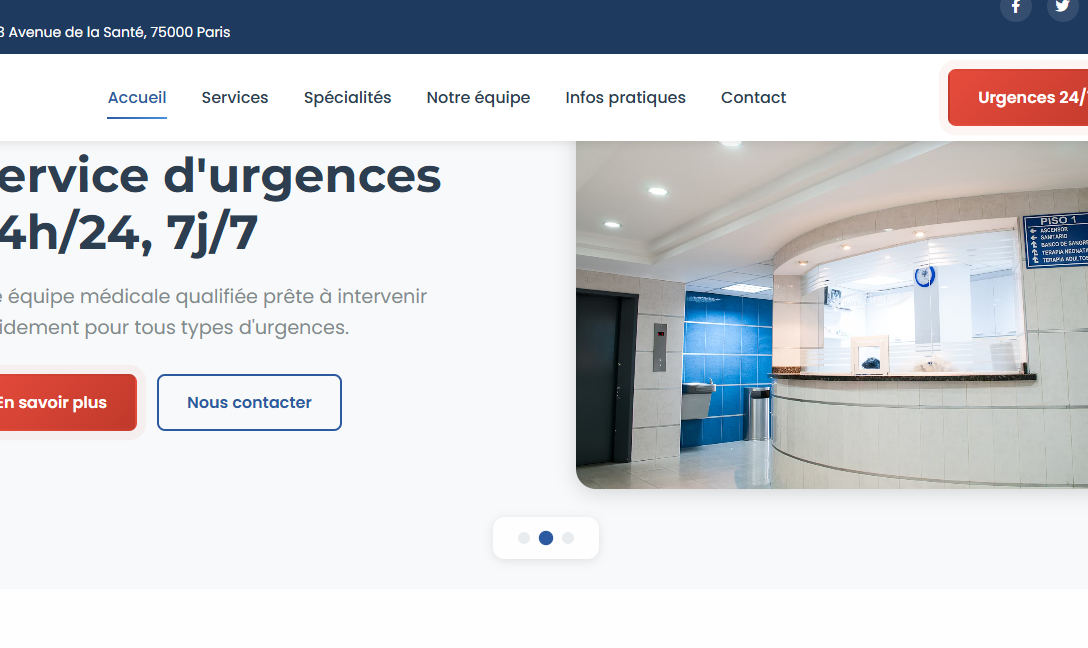 3 Avenue de la Santé, 75000 Paris
Accueil Services Spécialités Notre équipe Infos pratiques Contact
Urgences 24/
ervice d'urgences
4h/24, 7j/7
équipe médicale qualifiée prête à intervenir
idement pour tous types d'urgences.
En savoir plus Nous contacter
PISO 1
ASCENSOR
SANITARIO
BANCO DE SANGRE
TERAPIA NEONATA
TERAPIA ADULTOS